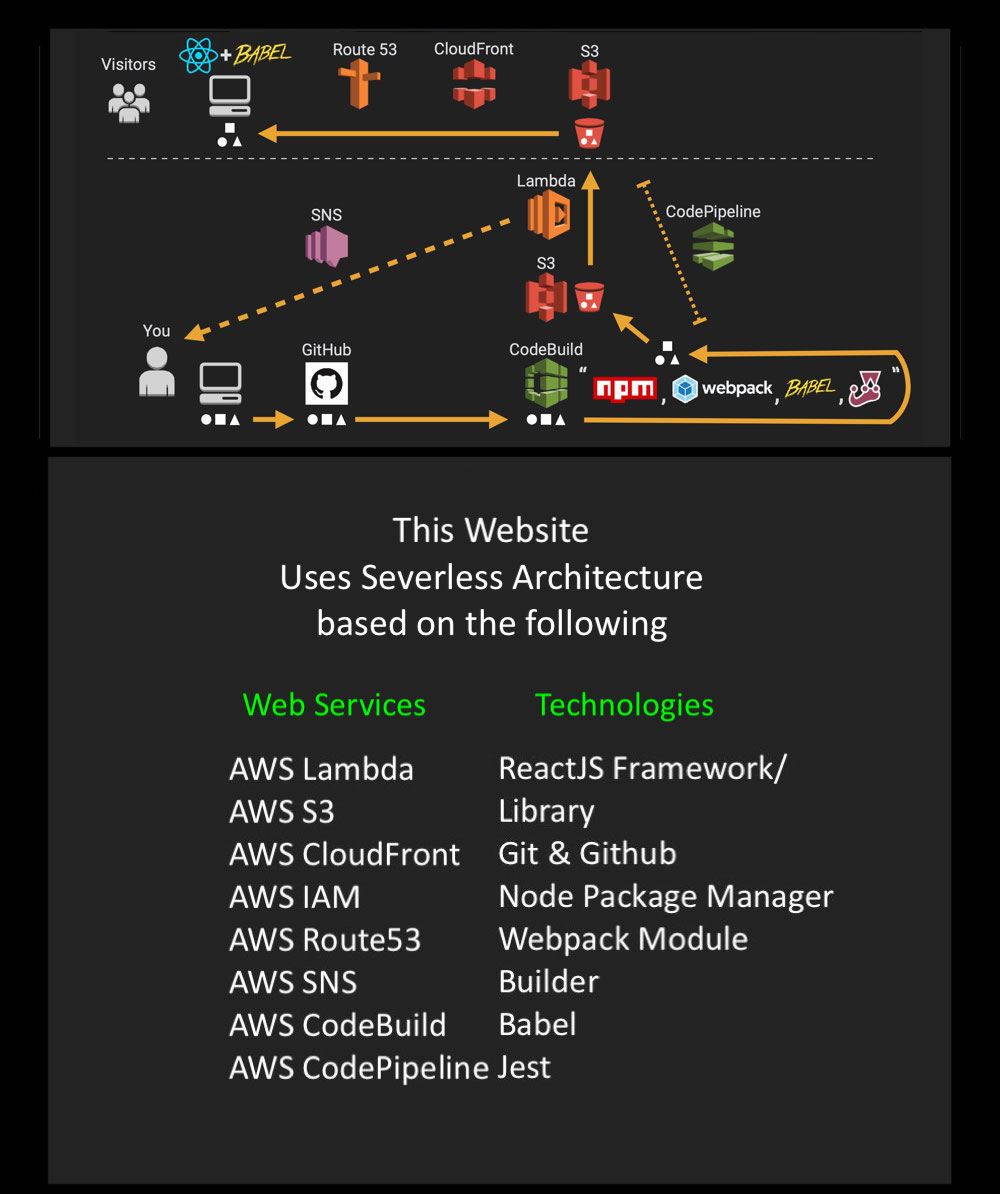 Visitors
+ BABEL
Route 53
CloudFront
S3
Lambda
SNS
CodePipeline
S3
You
GitHub
CodeBuild
“ npm , webpack , BABEL , “
This Website
Uses Severless Architecture
based on the following
Web Services
Technologies
AWS Lambda
AWS S3
AWS CloudFront
AWS IAM
AWS Route53
AWS SNS
AWS CodeBuild
AWS CodePipeline
ReactJS Framework/
Library
Git & Github
Node Package Manager
Webpack Module
Builder
Babel
Jest